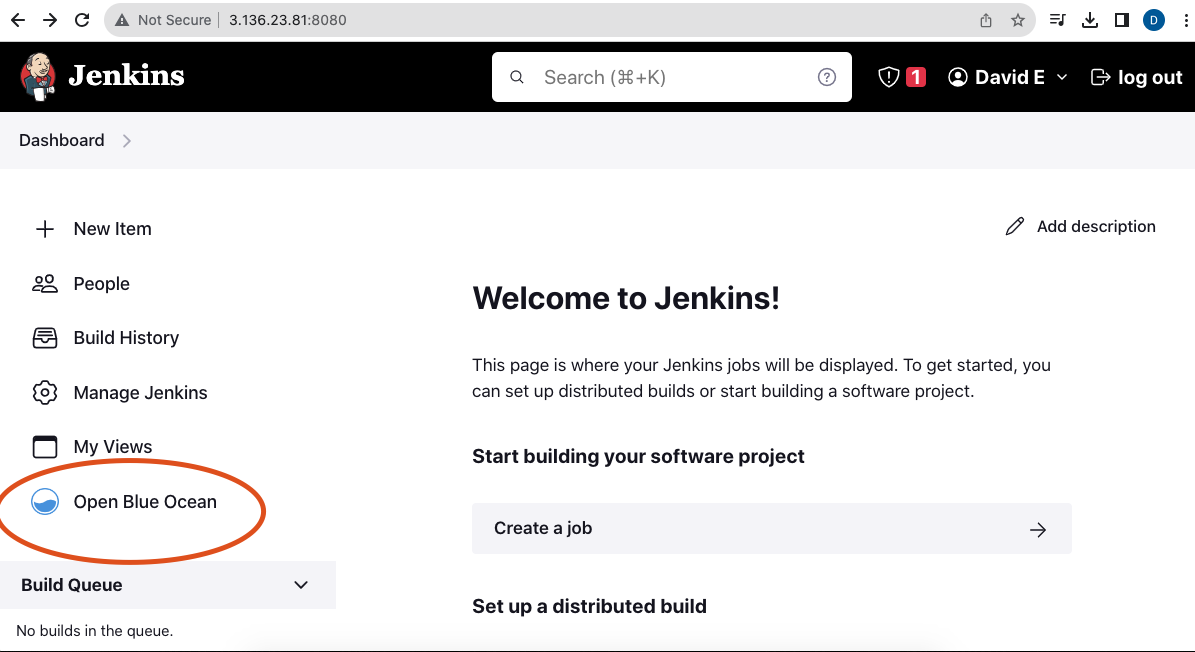 Not Secure 3.136.23.81:8080 D
Jenkins Search (⌘+K) 1 David E log out
Dashboard
New Item
Add description
People
Build History
Manage Jenkins
My Views
Open Blue Ocean
Build Queue
No builds in the queue.
Welcome to Jenkins!
This page is where your Jenkins jobs will be displayed. To get started, you
can set up distributed builds or start building a software project.
Start building your software project
Create a job
Set up a distributed build